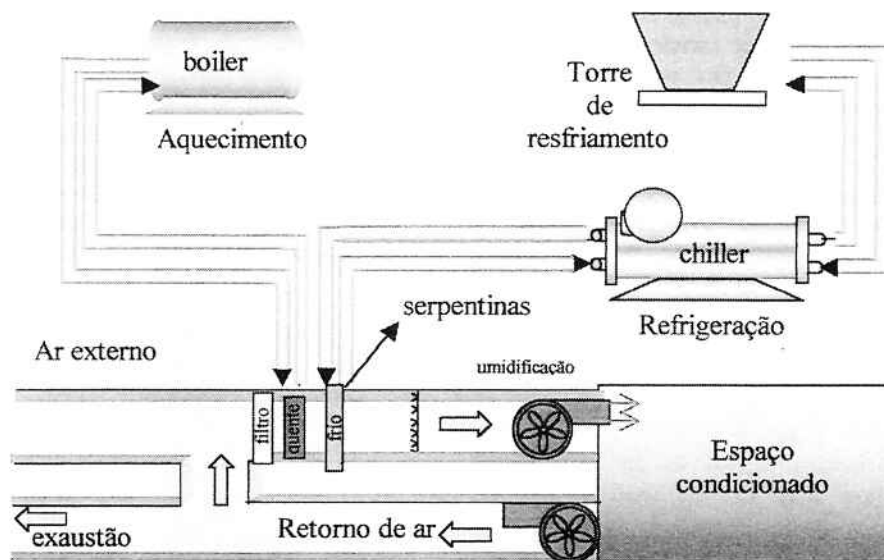 boiler
Aquecimento
Torre
de
resfriamento
chiller
Refrigeração
serpentinas
Ar externo
umidificação
filtro
quente
frio
Espaço
condicionado
exaustão
Retorno de ar